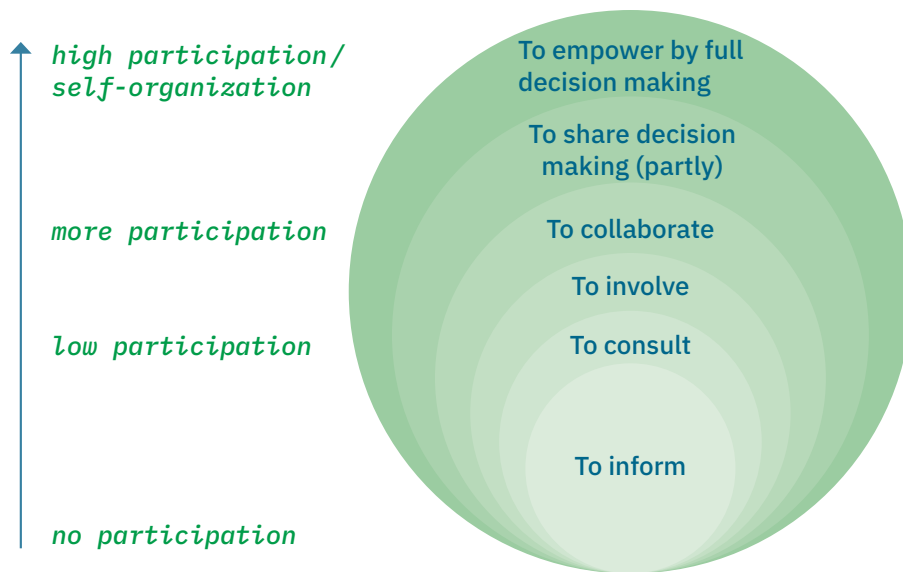 high participation/
self-organization
more participation
low participation
no participation
To empower by full
decision making
To share decision
making (partly)
To collaborate
To involve
To consult
To inform